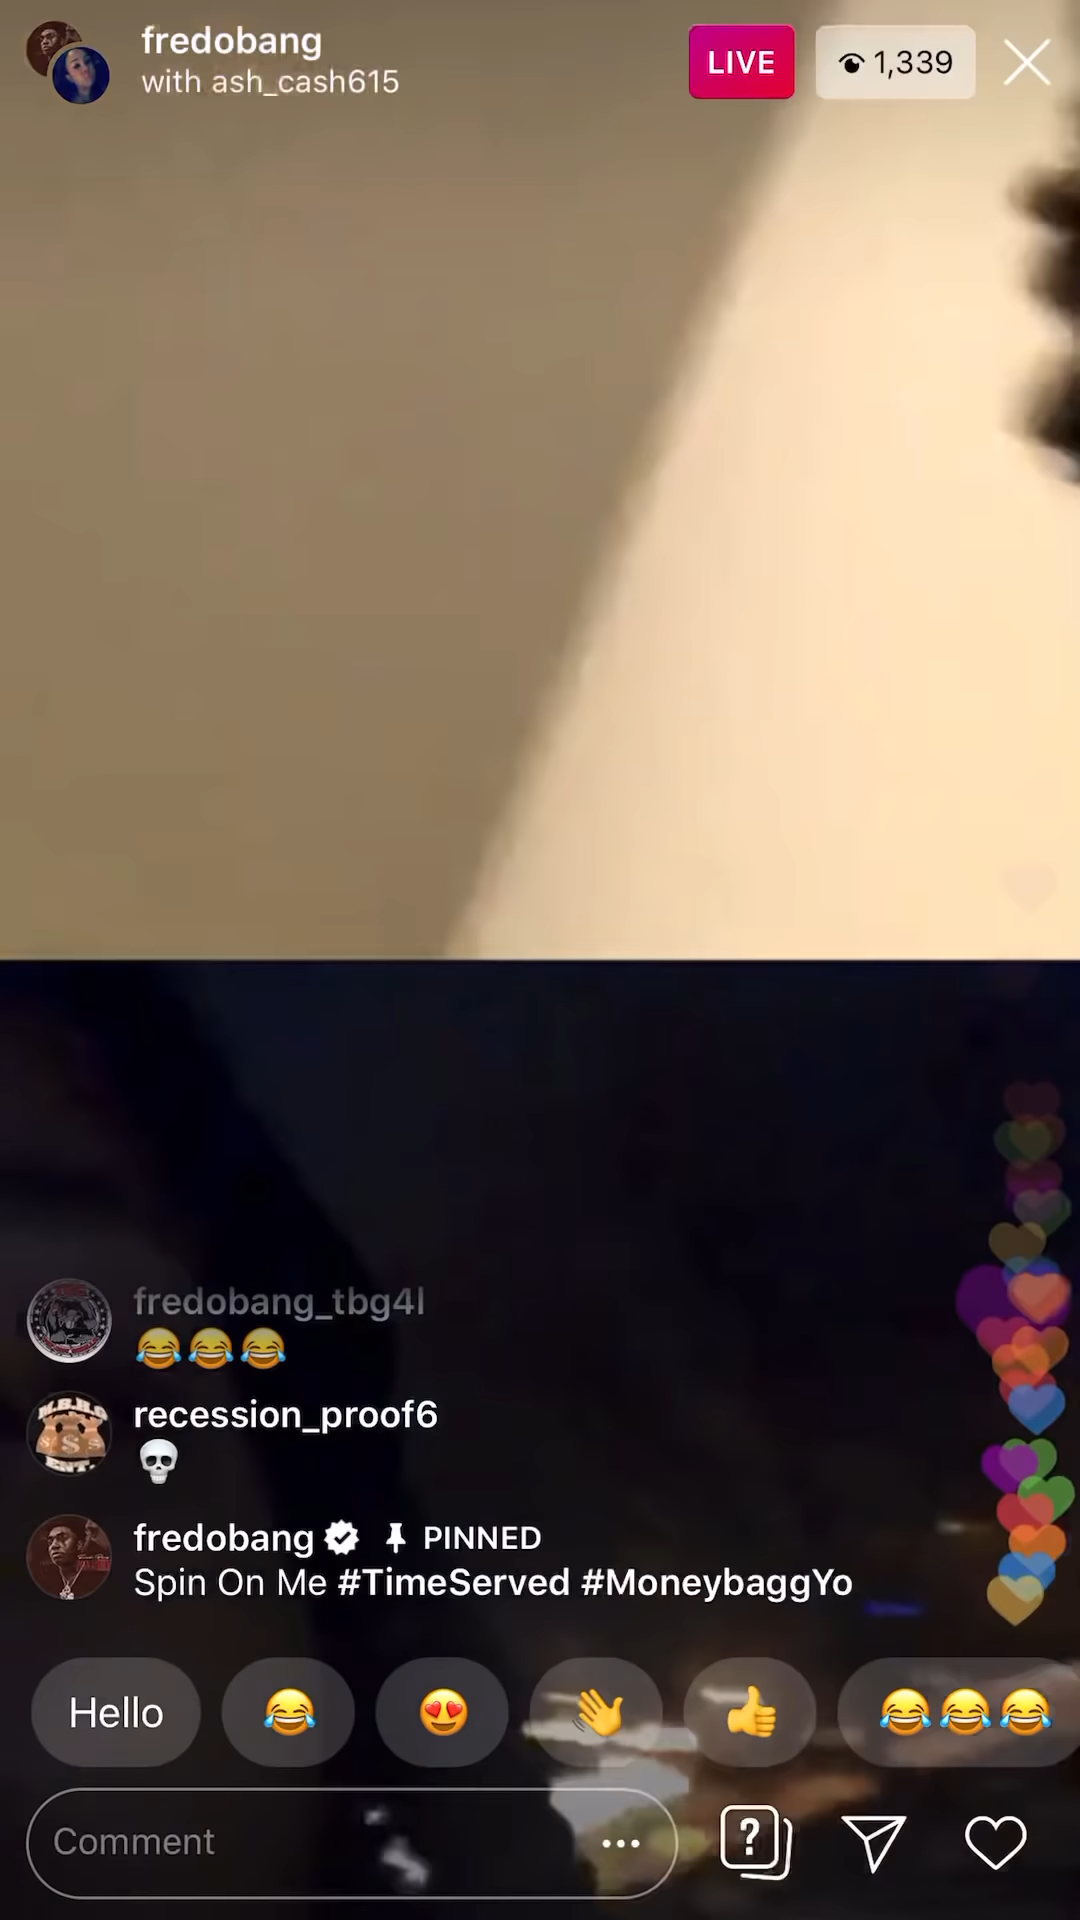 fredobang
with ash_cash615
LIVE
1,339
fredobang_tbg4l
😂😂😂
recession_proof6
💀
fredobang PINNED
Spin On Me #TimeServed #MoneybaggYo
Hello 😂 😍 👋 👍 😂😂😂
Comment ...
?